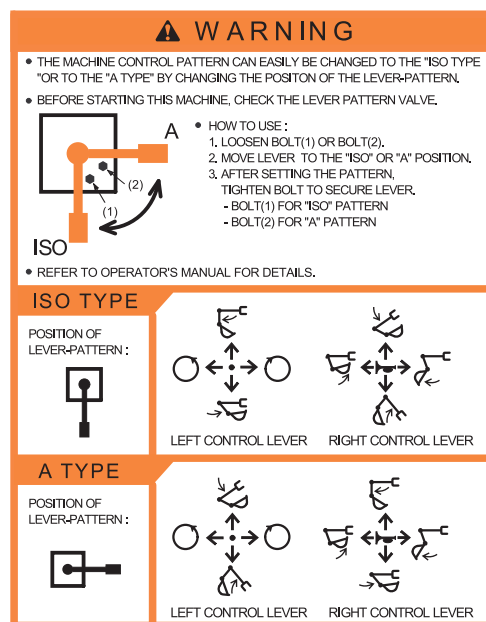 WARNING
• THE MACHINE CONTROL PATTERN CAN EASILY BE CHANGED TO THE "ISO TYPE
"OR TO THE "A TYPE" BY CHANGING THE POSITON OF THE LEVER-PATTERN.
• BEFORE STARTING THIS MACHINE, CHECK THE LEVER PATTERN VALVE.
A
(2)
(1)
ISO
• HOW TO USE :
1. LOOSEN BOLT(1) OR BOLT(2).
2. MOVE LEVER TO THE "ISO" OR "A" POSITION.
3. AFTER SETTING THE PATTERN,
TIGHTEN BOLT TO SECURE LEVER.
- BOLT(1) FOR "ISO" PATTERN
- BOLT(2) FOR "A" PATTERN
• REFER TO OPERATOR'S MANUAL FOR DETAILS.
ISO TYPE
POSITION OF
LEVER-PATTERN :
LEFT CONTROL LEVER
RIGHT CONTROL LEVER
A TYPE
POSITION OF
LEVER-PATTERN :
LEFT CONTROL LEVER
RIGHT CONTROL LEVER